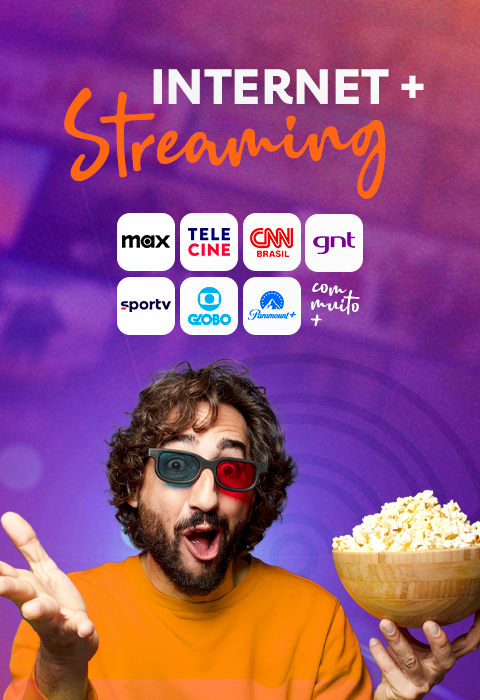 INTERNET +
Streaming
max
TELE
CINE
CNN
BRASIL
gnt
sportv
GLOBO
Paramount+
com
muito
+